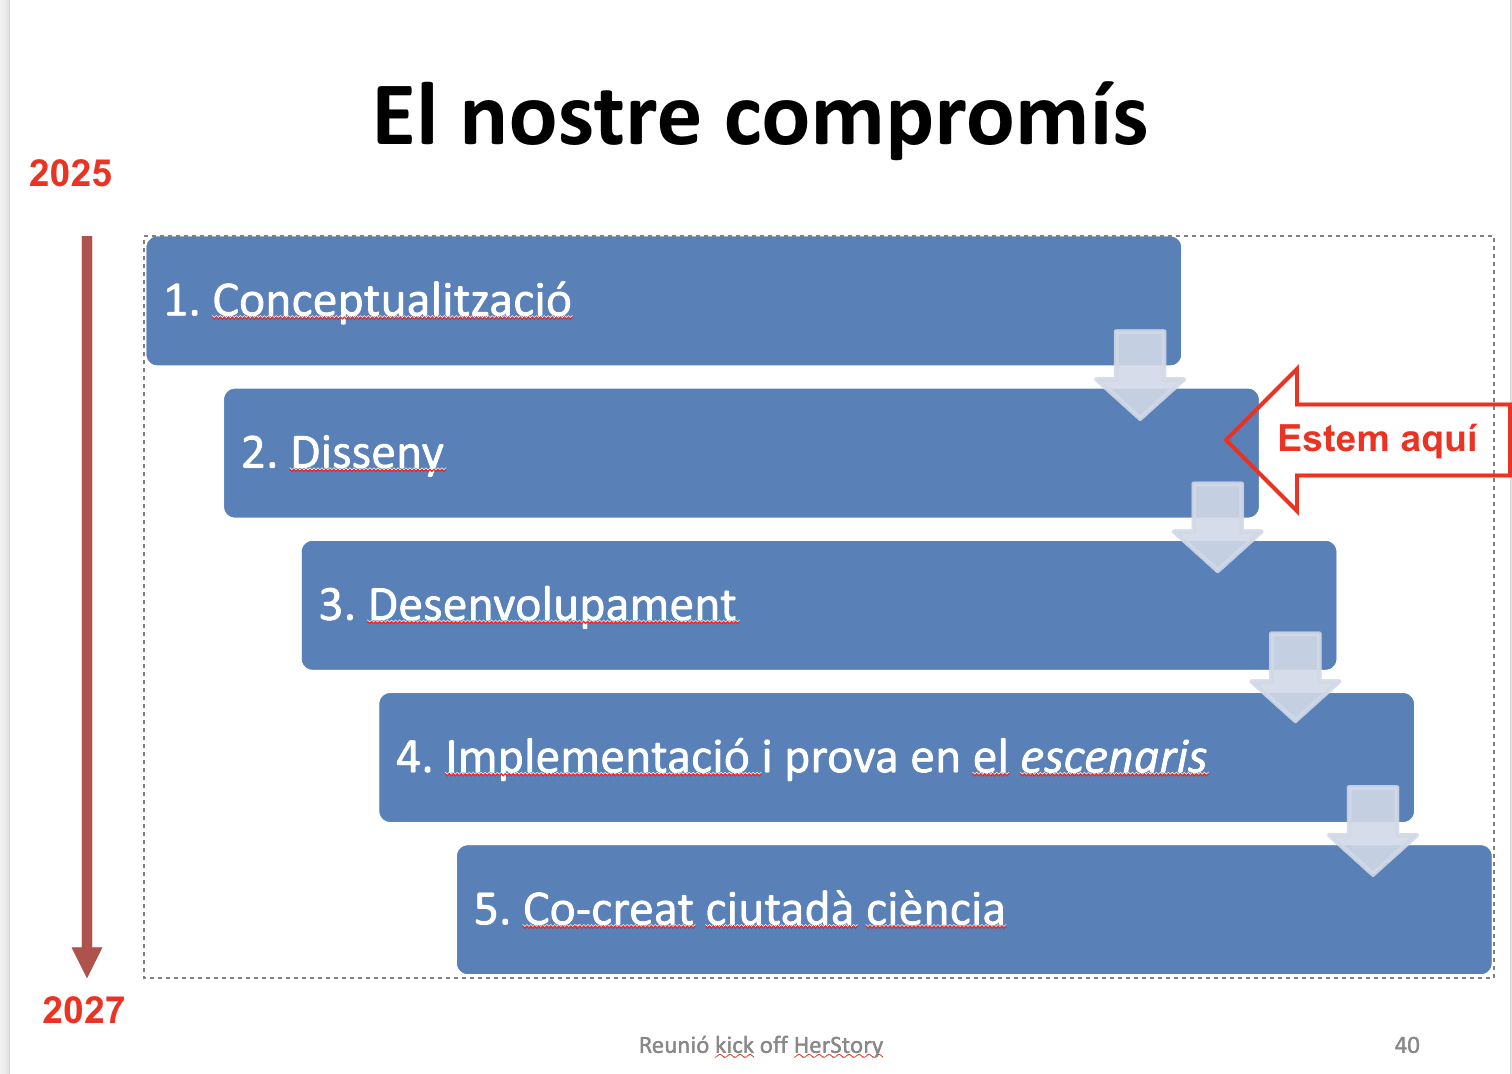 El nostre compromís
2025
1. Conceptualització
2. Disseny
Estem aquí
3. Desenvolupament
4. Implementació i prova en el escenaris
5. Co-creat ciutadà ciència
2027
Reunió kick off HerStory
40